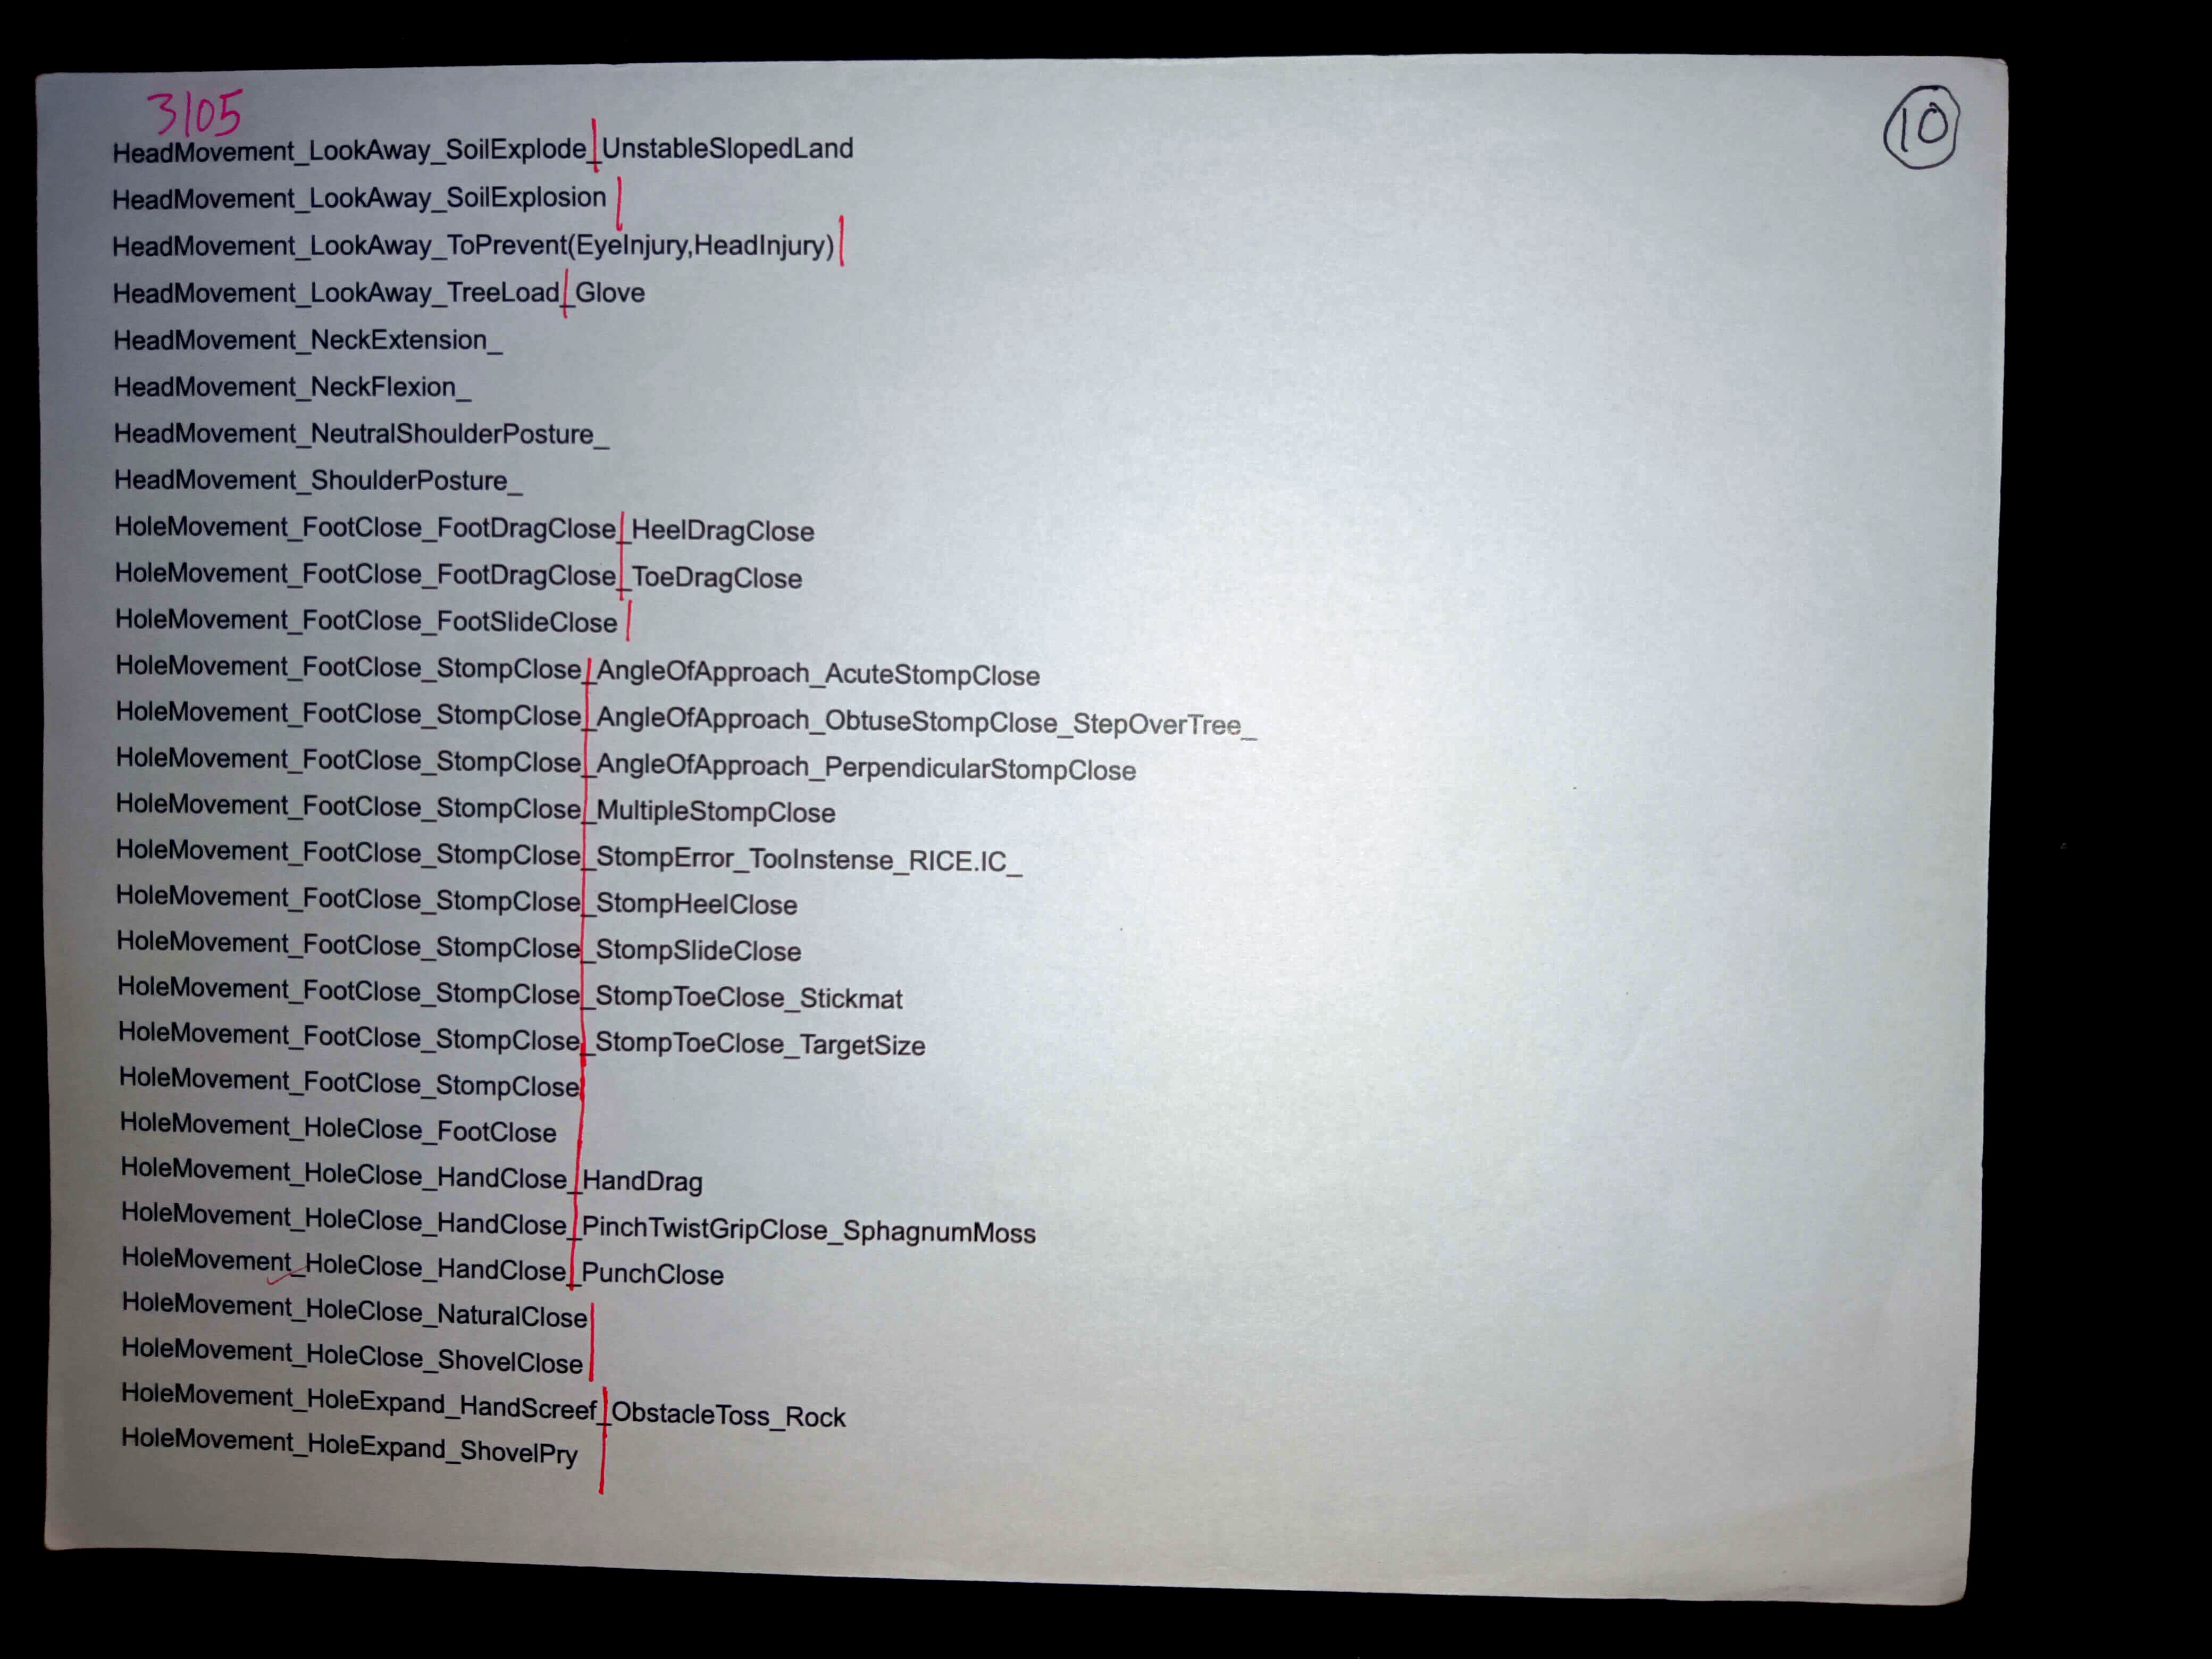 3105
10
HeadMovement_LookAway_SoilExplode_UnstableSlopedLand
HeadMovement_LookAway_SoilExplosion
HeadMovement_LookAway_ToPrevent(EyeInjury,HeadInjury)
HeadMovement_LookAway_TreeLoad_Glove
HeadMovement_NeckExtension_
HeadMovement_NeckFlexion_
HeadMovement_NeutralShoulderPosture_
HeadMovement_ShoulderPosture_
HoleMovement_FootClose_FootDragClose_HeelDragClose
HoleMovement_FootClose_FootDragClose_ToeDragClose
HoleMovement_FootClose_FootSlideClose
HoleMovement_FootClose_StompClose_AngleOfApproach_AcuteStompClose
HoleMovement_FootClose_StompClose_AngleOfApproach_ObtuseStompClose_StepOverTree_
HoleMovement_FootClose_StompClose_AngleOfApproach_PerpendicularStompClose
HoleMovement_FootClose_StompClose_MultipleStompClose
HoleMovement_FootClose_StompClose_StompError_TooInstense_RICE.IC_
HoleMovement_FootClose_StompClose_StompHeelClose
HoleMovement_FootClose_StompClose_StompSlideClose
HoleMovement_FootClose_StompClose_StompToeClose_Stickmat
HoleMovement_FootClose_StompClose_StompToeClose_TargetSize
HoleMovement_FootClose_StompClose
HoleMovement_HoleClose_FootClose
HoleMovement_HoleClose_HandClose_HandDrag
HoleMovement_HoleClose_HandClose_PinchTwistGripClose_SphagnumMoss
HoleMovement_HoleClose_HandClose_PunchClose
HoleMovement_HoleClose_NaturalClose
HoleMovement_HoleClose_ShovelClose
HoleMovement_HoleExpand_HandScreef_ObstacleToss_Rock
HoleMovement_HoleExpand_ShovelPry